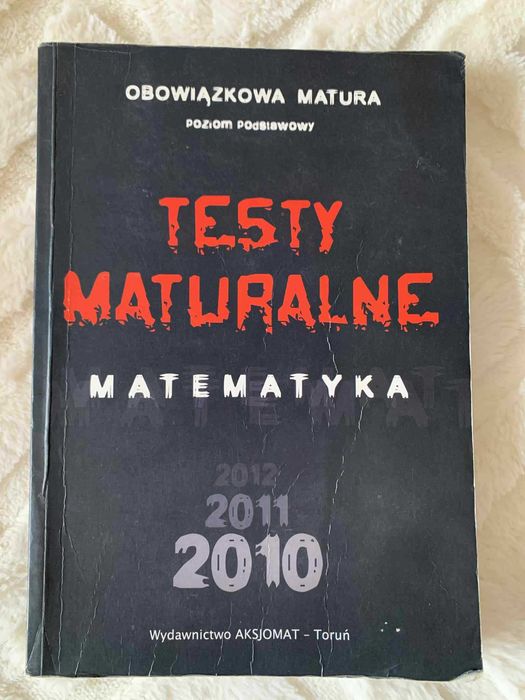 OBOWIĄZKOWA MATURA
POZIOM PODSTAWOWY
TESTY
MATURALNE
MATEMATYKA
2012
2011
2010
Wydawnictwo AKSJOMAT – Toruń